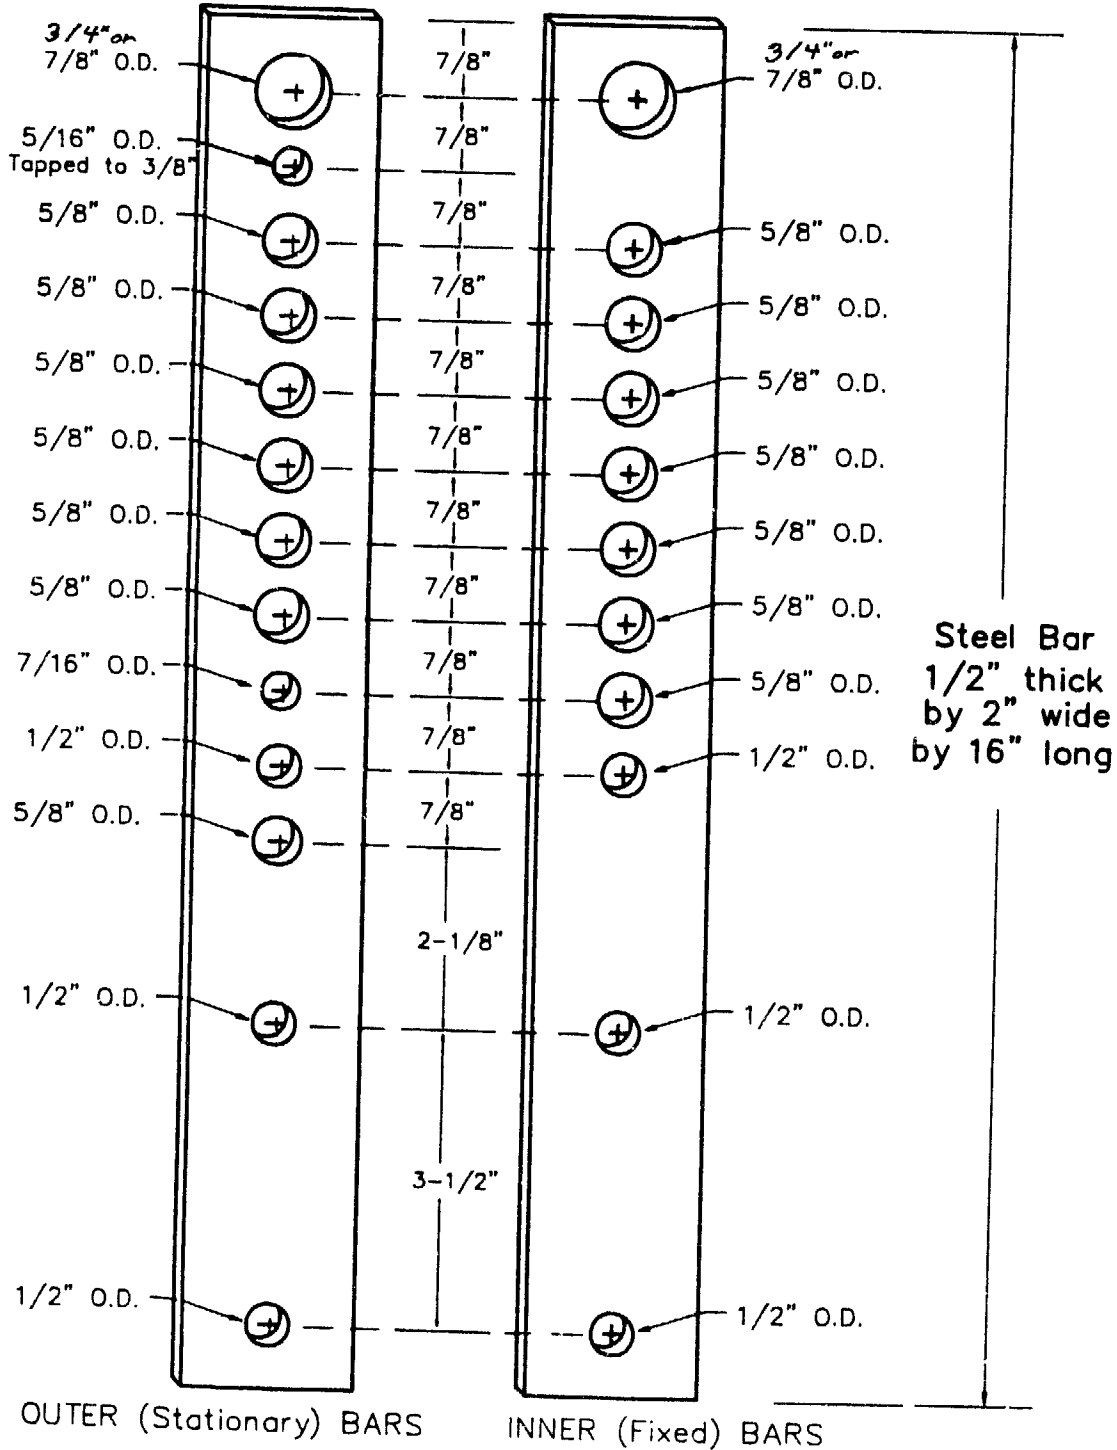 3/4" or
7/8" O.D.
5/16" O.D.
Tapped to 3/8"
5/8" O.D.
5/8" O.D.
5/8" O.D.
5/8" O.D.
5/8" O.D.
5/8" O.D.
7/16" O.D.
1/2" O.D.
5/8" O.D.
1/2" O.D.
1/2" O.D.
7/8"
7/8"
7/8"
7/8"
7/8"
7/8"
7/8"
7/8"
7/8"
7/8"
7/8"
2-1/8"
3-1/2"
3/4" or
7/8" O.D.
5/8" O.D.
5/8" O.D.
5/8" O.D.
5/8" O.D.
5/8" O.D.
5/8" O.D.
5/8" O.D.
1/2" O.D.
1/2" O.D.
1/2" O.D.
Steel Bar
1/2" thick
by 2" wide
by 16" long
OUTER (Stationary) BARS
INNER (Fixed) BARS